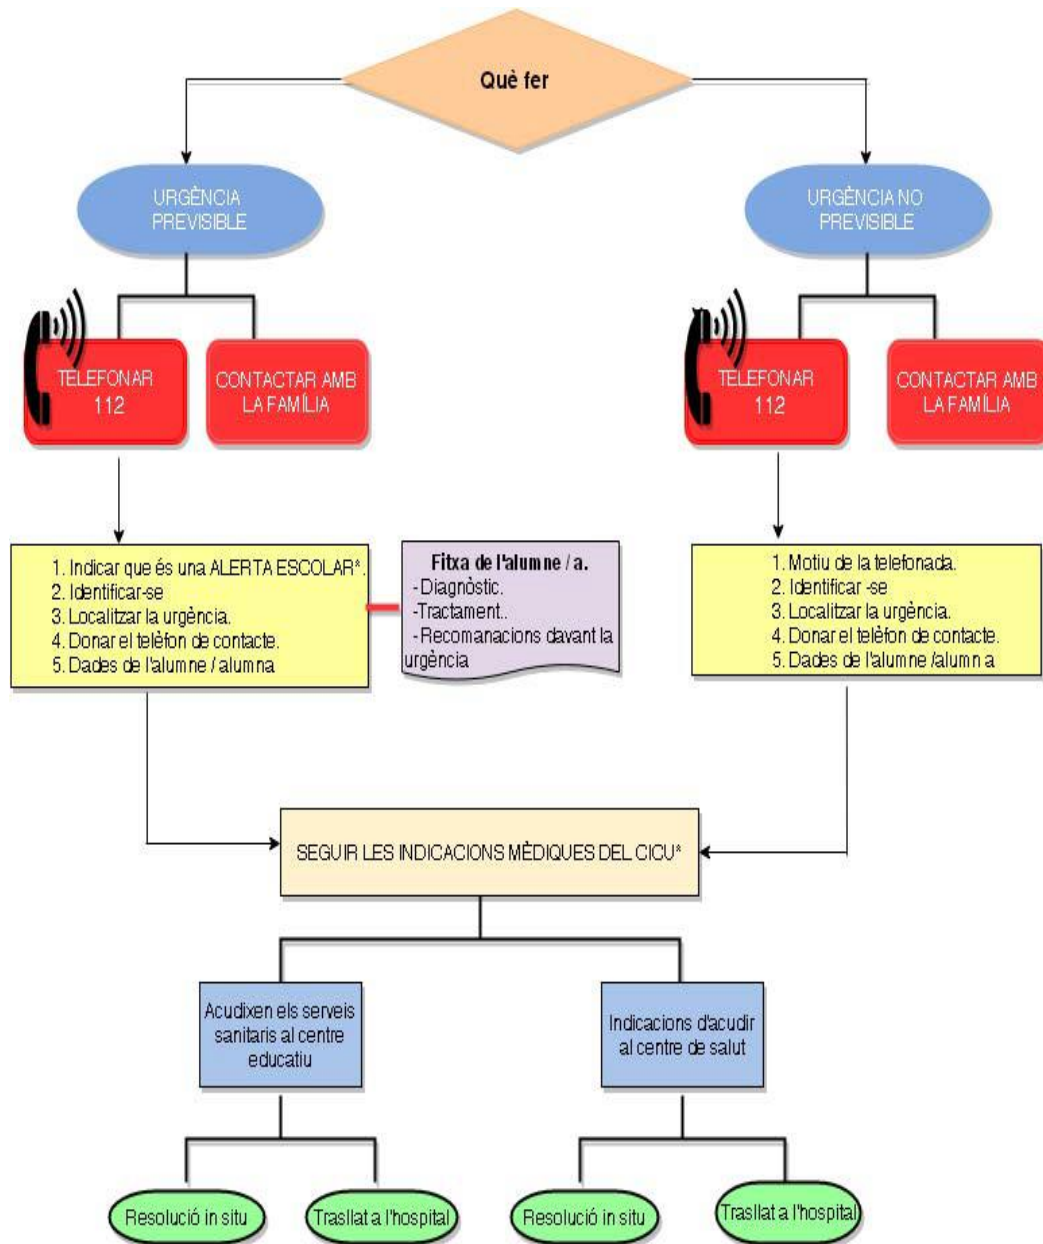 Què fer
URGÈNCIA
PREVISIBLE
URGÈNCIA NO
PREVISIBLE
TELEFONAR
112
CONTACTAR AMB
LA FAMÍLIA
TELEFONAR
112
CONTACTAR AMB
LA FAMÍLIA
1. Indicar que és una ALERTA ESCOLAR*.
2. Identificar-se
3. Localitzar la urgència.
4. Donar el telèfon de contacte.
5. Dades de l'alumne / alumna
Fitxa de l'alumne / a.
-Diagnòstic.
-Tractament..
-Recomanacions davant la
urgència
1. Motiu de la telefonada.
2. Identificar -se
3. Localitzar la urgència.
4. Donar el telèfon de contacte.
5. Dades de l'alumne /alumn a
SEGUIR LES INDICACIONS MÈDIQUES DEL CICU*
Acudixen els serveis
sanitaris al centre
educatiu
Indicacions d'acudir
al centre de salut
Resolució in situ
Trasllat a l'hospital
Resolució in situ
Trasllat a l'hospital